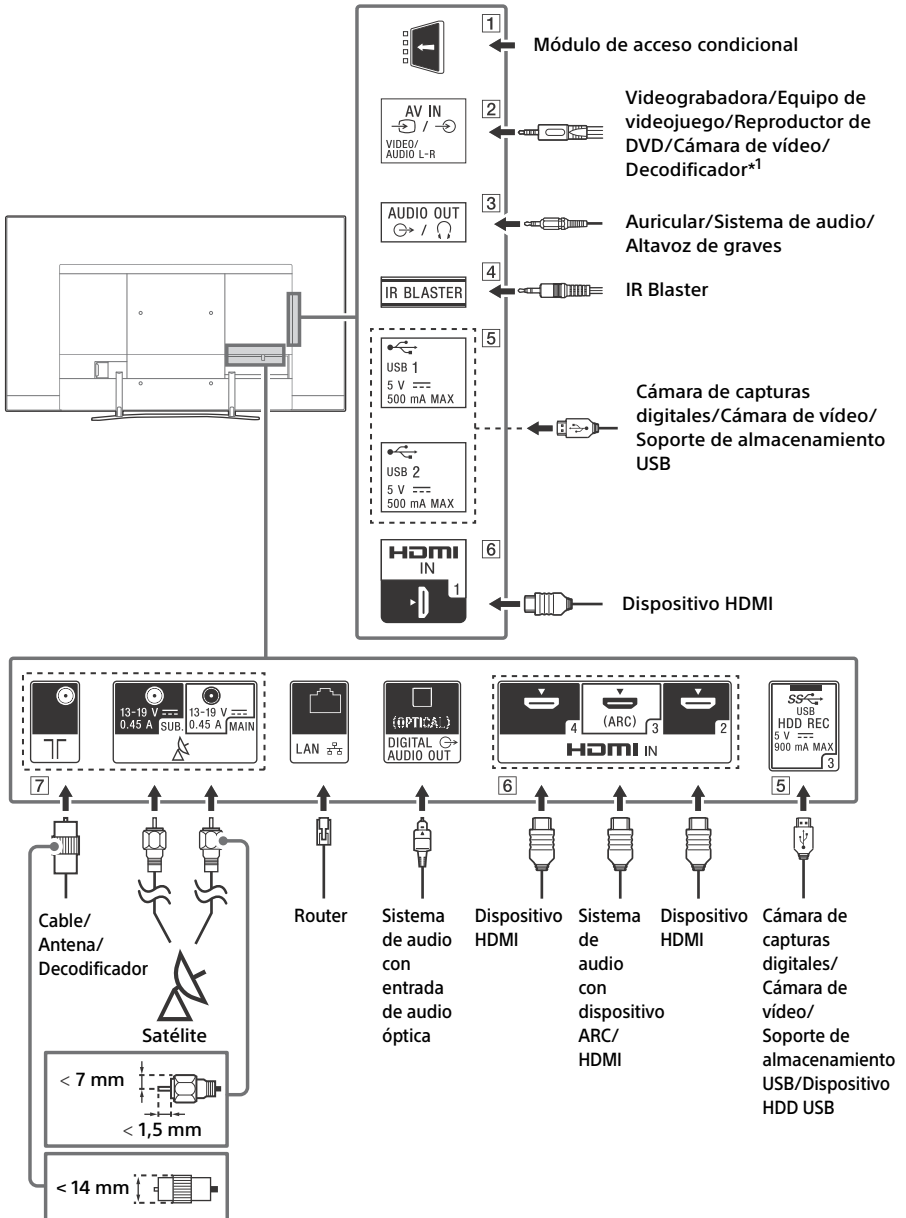 1
Módulo de acceso condicional
AV IN
/
VIDEO/
AUDIO L-R
2
Videograbadora/Equipo de
videojuego/Reproductor de
DVD/Cámara de vídeo/
Decodificador*1
AUDIO OUT
/
3
Auricular/Sistema de audio/
Altavoz de graves
4
IR BLASTER
IR Blaster
5
USB 1
5 V
500 mA MAX
USB 2
5 V
500 mA MAX
Cámara de capturas
digitales/Cámara de vídeo/
Soporte de almacenamiento
USB
HDMI
IN
1
6
Dispositivo HDMI
13-19 V
0.45 A
SUB.
13-19 V
0.45 A
MAIN
7
LAN
(OPTICAL)
DIGITAL
AUDIO OUT
4
(ARC)
3
2
HDMI IN
6
SS
USB
HDD REC
5 V
900 mA MAX
3
5
Cable/
Antena/
Decodificador
Satélite
Router
Sistema
de audio
con
entrada
de audio
óptica
Dispositivo
HDMI
Sistema
de
audio
con
dispositivo
ARC/
HDMI
Dispositivo
HDMI
Cámara de
capturas
digitales/
Cámara de
vídeo/
Soporte de
almacenamiento
USB/Dispositivo
HDD USB
< 7 mm
< 1,5 mm
< 14 mm